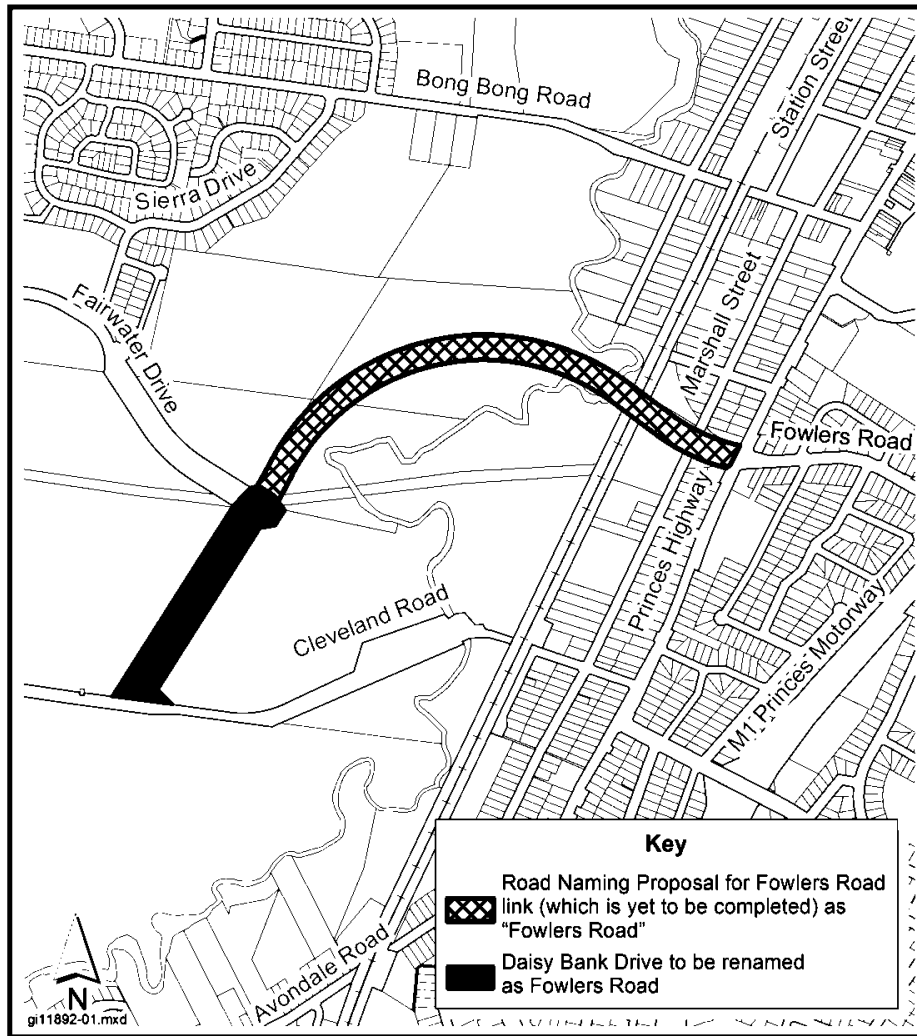 Bong Bong Road
Station Street
Sierra Drive
Marshall Street
Fairwater Drive
Fowlers Road
Princes Highway
Cleveland Road
M1 Princes Motorway
Avondale Road
Key
Road Naming Proposal for Fowlers Road
link (which is yet to be completed) as
"Fowlers Road"
Daisy Bank Drive to be renamed
as Fowlers Road
N
gi11892-01.mxd